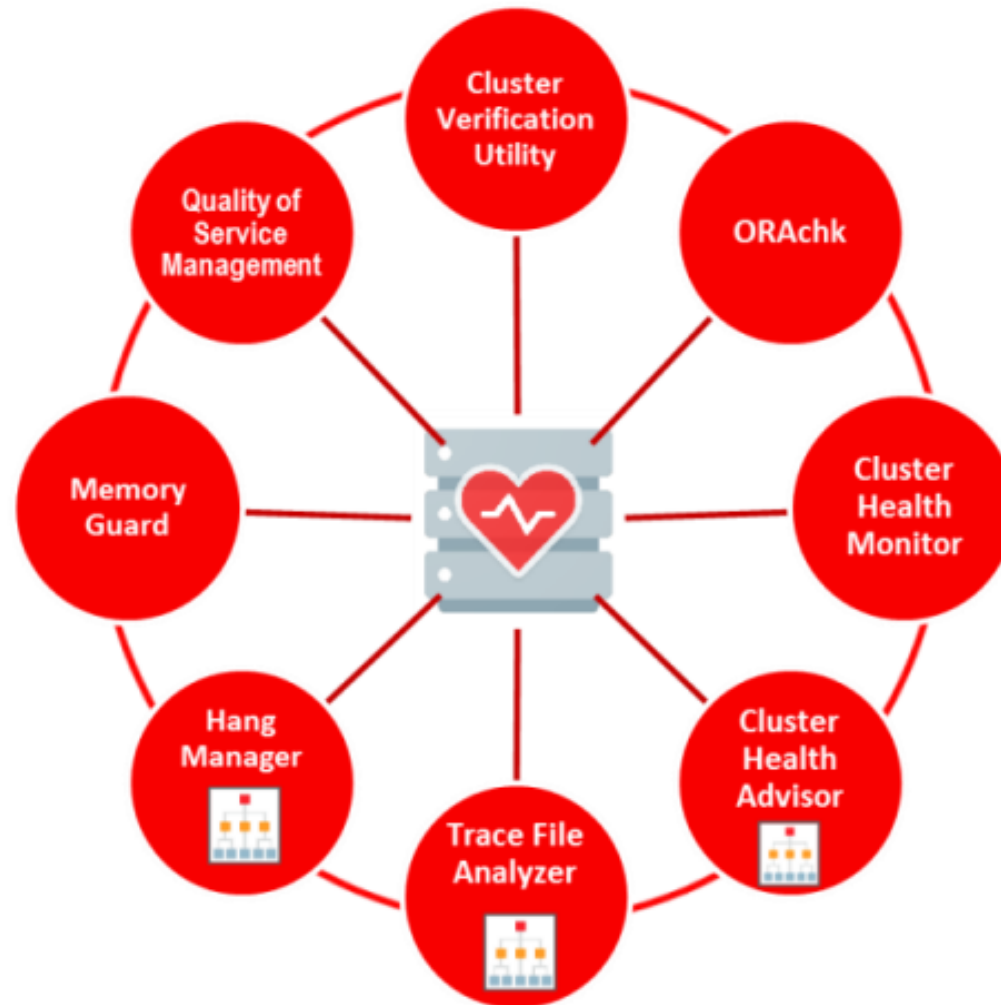 Cluster
Verification
Utility
ORAchk
Cluster
Health
Monitor
Cluster
Health
Advisor
Trace File
Analyzer
Hang
Manager
Memory
Guard
Quality of
Service
Management